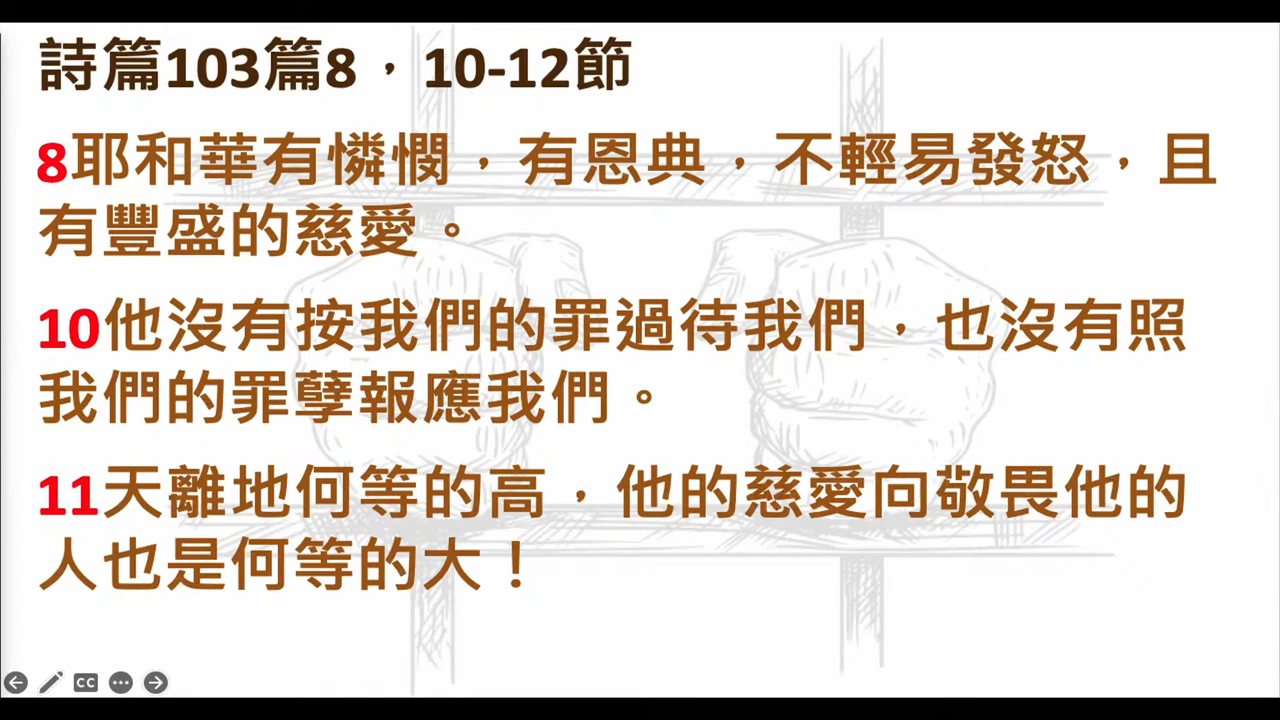 詩篇103篇8，10-12節
8耶和華有憐憫，有恩典，不輕易發怒，且
有豐盛的慈愛。
10他沒有按我們的罪過待我們，也沒有照
我們的罪孽報應我們。
11天離地何等的高，他的慈愛向敬畏他的
人也是何等的大！
CC